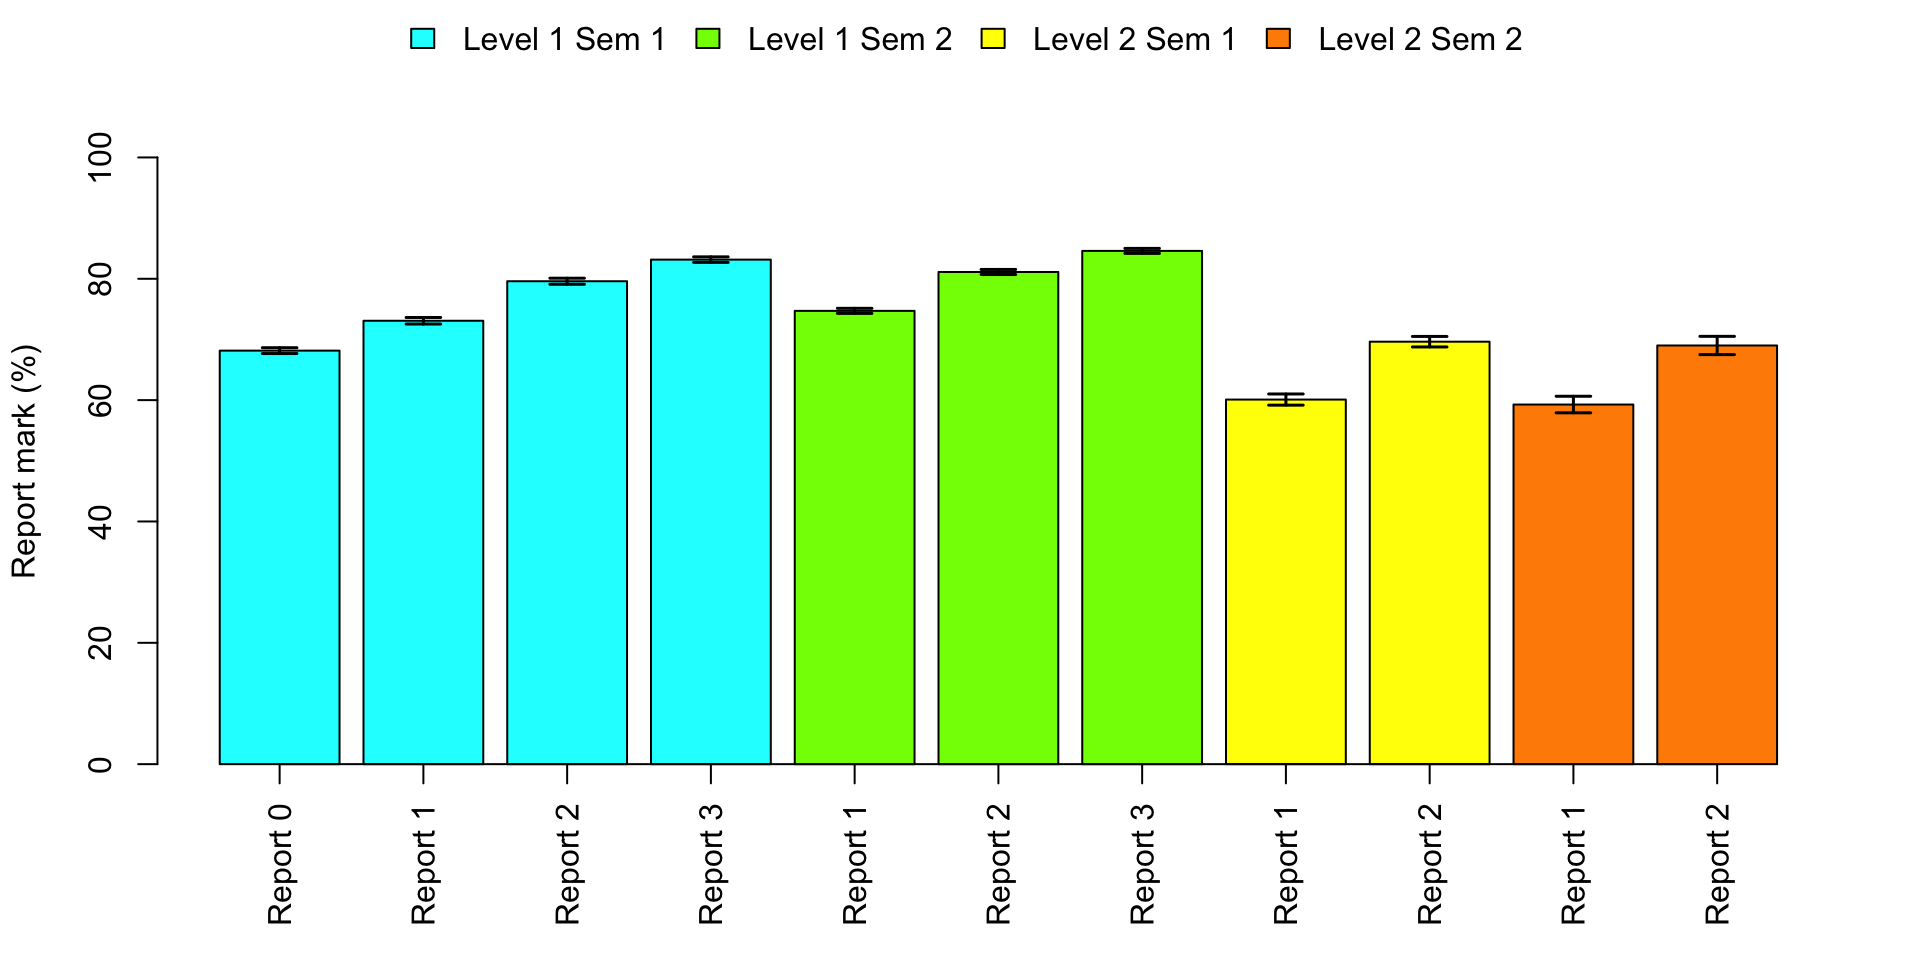 Level 1 Sem 1 Level 1 Sem 2 Level 2 Sem 1 Level 2 Sem 2
Report mark (%)
100
80
60
40
20
0
Report 0
Report 1
Report 2
Report 3
Report 1
Report 2
Report 3
Report 1
Report 2
Report 1
Report 2